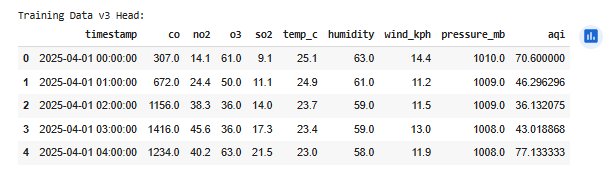 Training Data v3 Head:
timestamp co no2 o3 so2 temp_c humidity wind_kph pressure_mb aqi
0 2025-04-01 00:00:00 307.0 14.1 61.0 9.1 25.1 63.0 14.4 1010.0 70.600000
1 2025-04-01 01:00:00 672.0 24.4 50.0 11.1 24.9 61.0 11.2 1009.0 46.296296
2 2025-04-01 02:00:00 1156.0 38.3 36.0 14.0 23.7 59.0 11.5 1009.0 36.132075
3 2025-04-01 03:00:00 1416.0 45.6 36.0 17.3 23.4 59.0 13.0 1008.0 43.018868
4 2025-04-01 04:00:00 1234.0 40.2 63.0 21.5 23.0 58.0 11.9 1008.0 77.133333